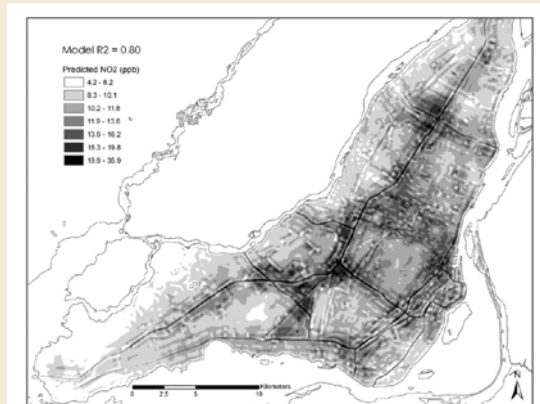 Model R2 = 0.80
Predicted NO2 (ppb)
4.2 - 8.2
8.3 - 10.1
10.2 - 11.8
11.9 - 13.6
13.9 - 16.2
16.3 - 19.8
19.9 - 35.9
N
Kilometers
0 2.5 5 10